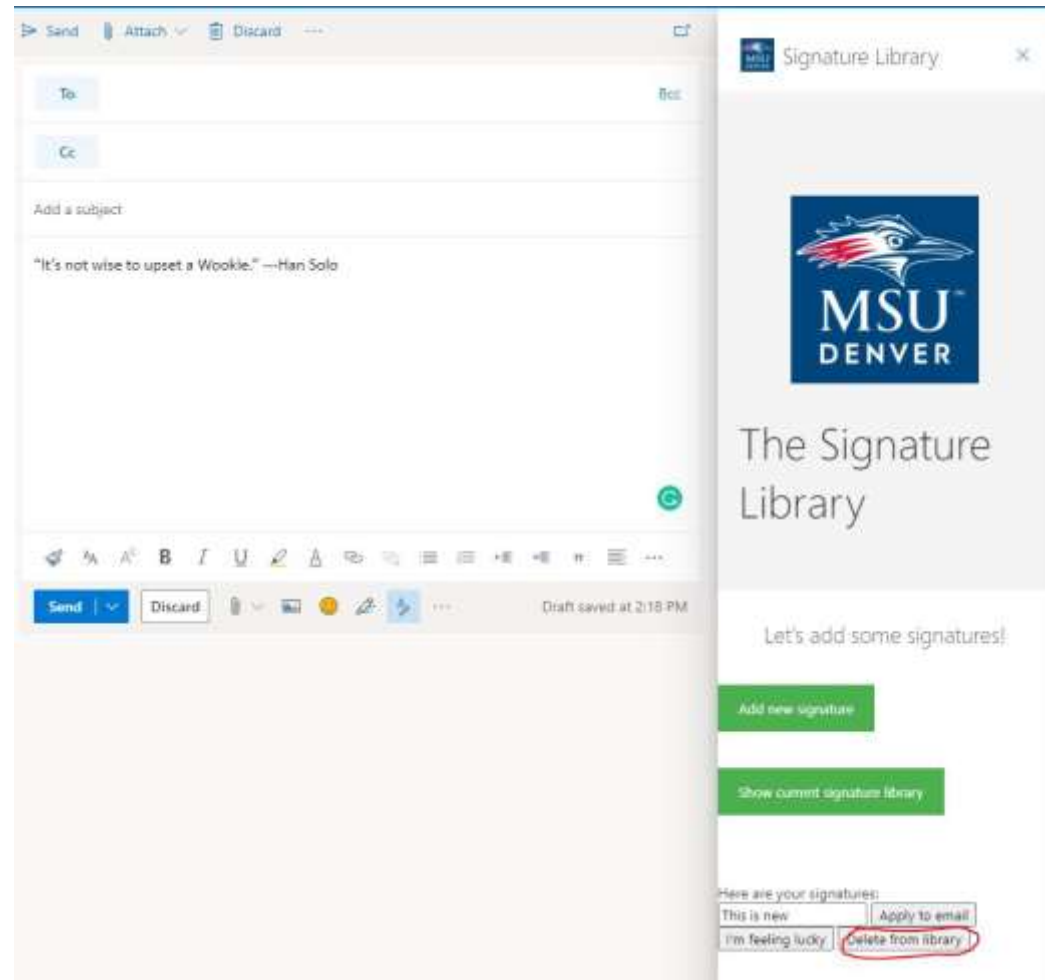 Send Attach Discard ...
To Bcc
Cc
Add a subject
"It's not wise to upset a Wookie." ---Han Solo
B I U
Send Discard Draft saved at 2:18 PM
MSU Signature Library ×
MSU
DENVER
The Signature
Library
Let's add some signatures!
Add new signature
Show current signature library
Here are your signatures:
This is new Apply to email
I'm feeling lucky Delete from library